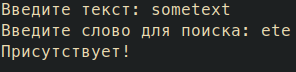 Введите текст: sometext
Введите слово для поиска: ete
Присутствует!